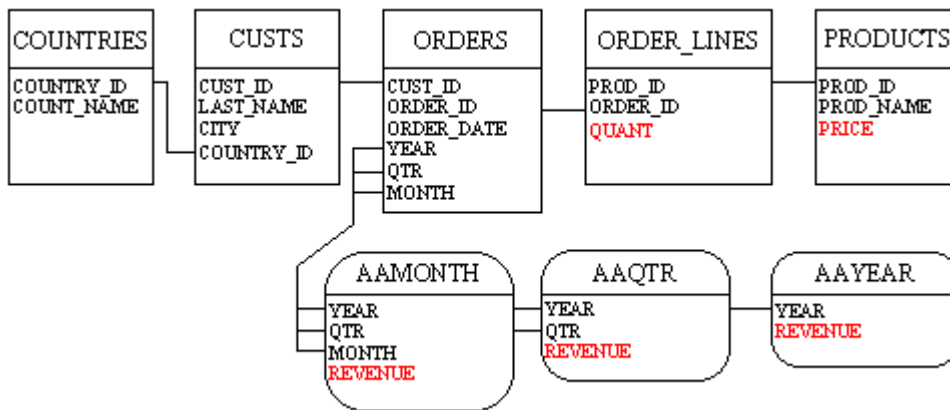 COUNTRIES
COUNTRY_ID
COUNT_NAME
CUSTS
CUST_ID
LAST_NAME
CITY
COUNTRY_ID
ORDERS
CUST_ID
ORDER_ID
ORDER_DATE
YEAR
QTR
MONTH
ORDER_LINES
PROD_ID
ORDER_ID
QUANT
PRODUCTS
PROD_ID
PROD_NAME
PRICE
AAMONTH
YEAR
QTR
MONTH
REVENUE
AAQTR
YEAR
QTR
REVENUE
AAYEAR
YEAR
REVENUE